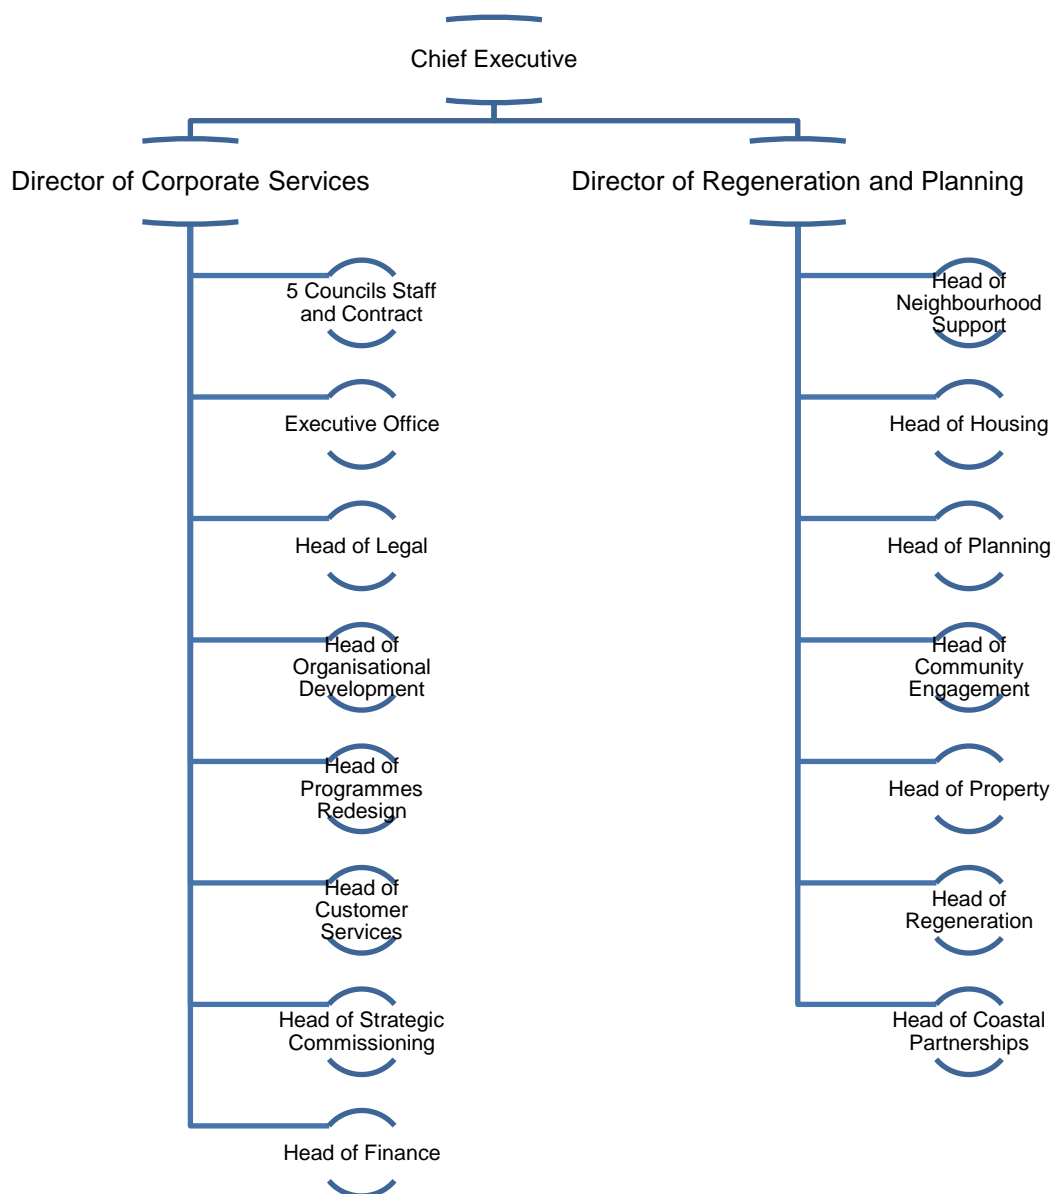 Chief Executive
Director of Corporate Services
Director of Regeneration and Planning
5 Councils Staff
and Contract
Executive Office
Head of Legal
Head of
Organisational
Development
Head of
Programmes
Redesign
Head of
Customer
Services
Head of Strategic
Commissioning
Head of Finance
Head of
Neighbourhood
Support
Head of Housing
Head of Planning
Head of
Community
Engagement
Head of Property
Head of
Regeneration
Head of Coastal
Partnerships